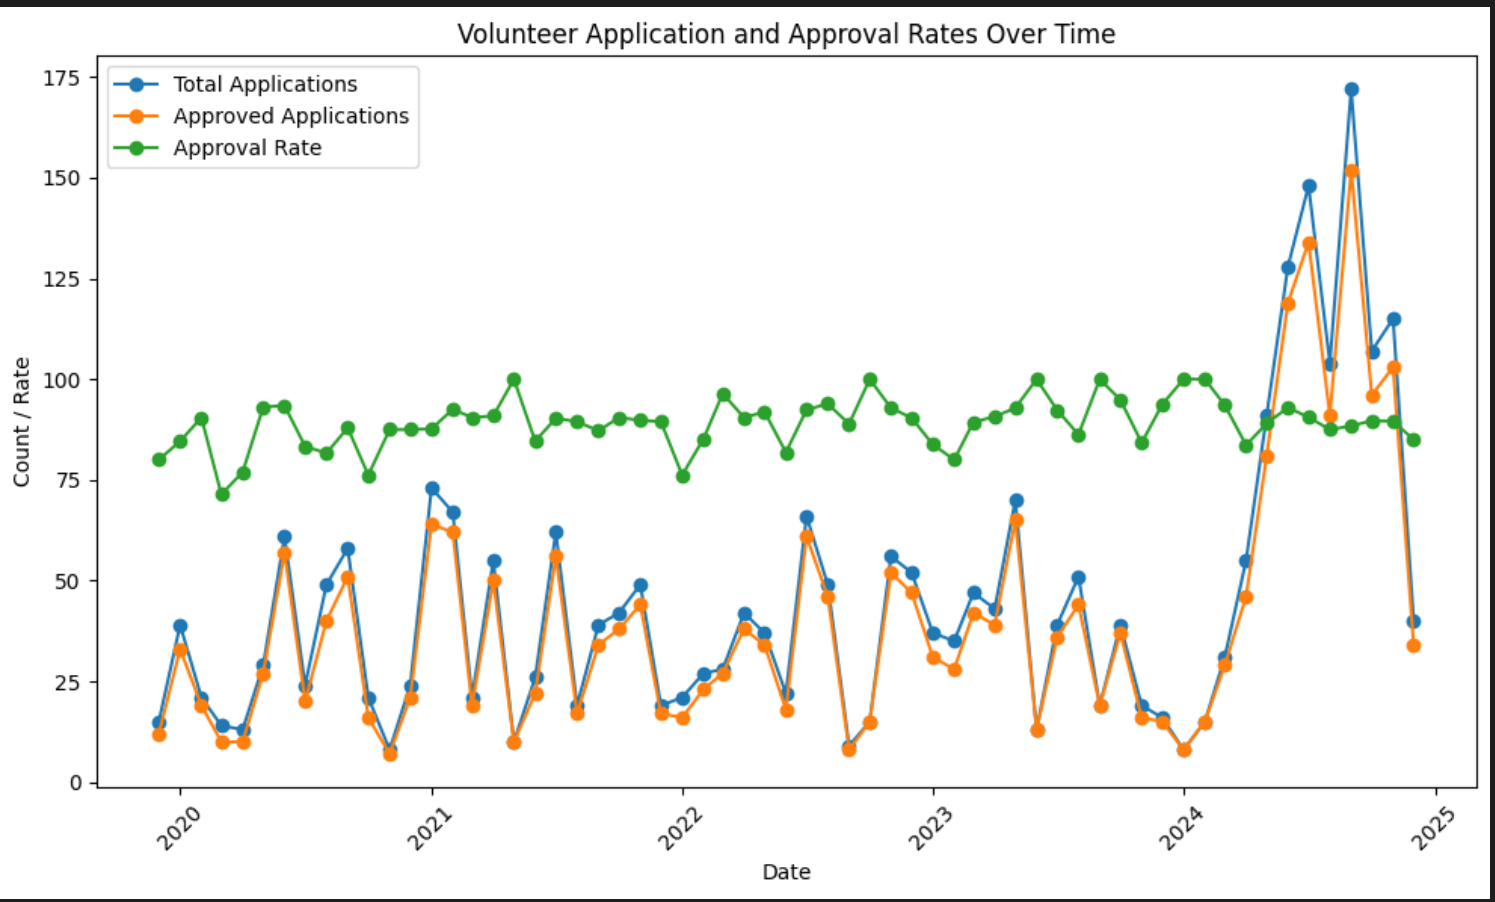 Volunteer Application and Approval Rates Over Time
Total Applications
Approved Applications
Approval Rate
175
150
125
100
75
50
25
0
Count / Rate
2020
2021
2022
2023
2024
2025
Date